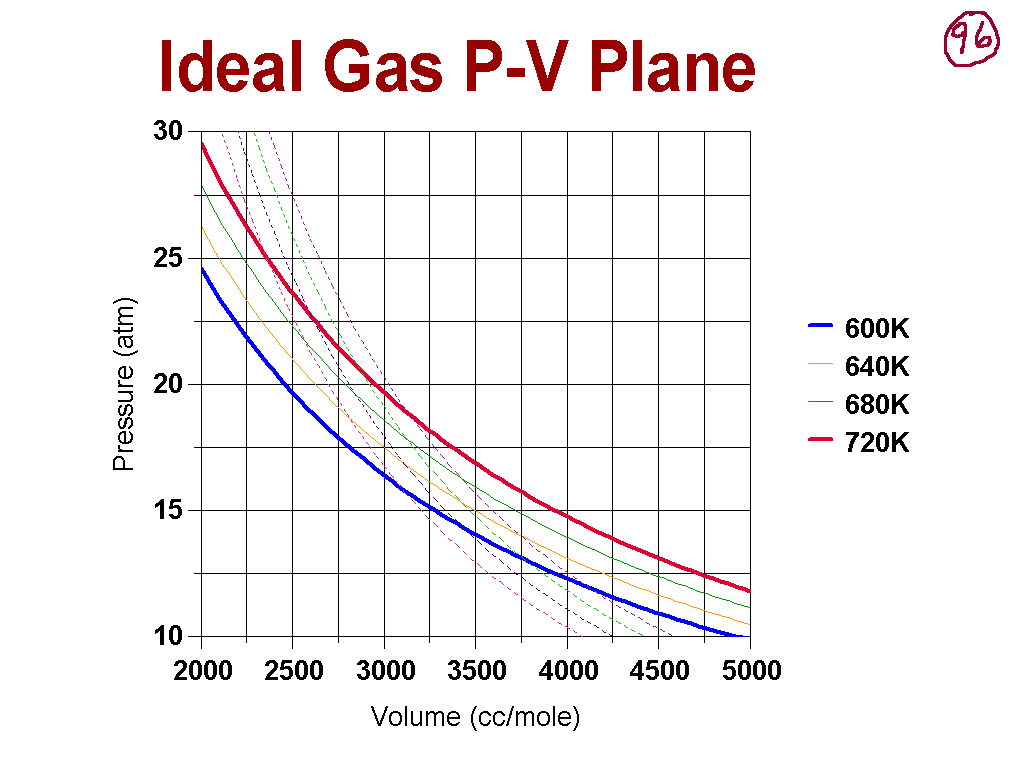 96
Ideal Gas P-V Plane
30
25
20
15
10
Pressure (atm)
2000 2500 3000 3500 4000 4500 5000
Volume (cc/mole)
600K
640K
680K
720K